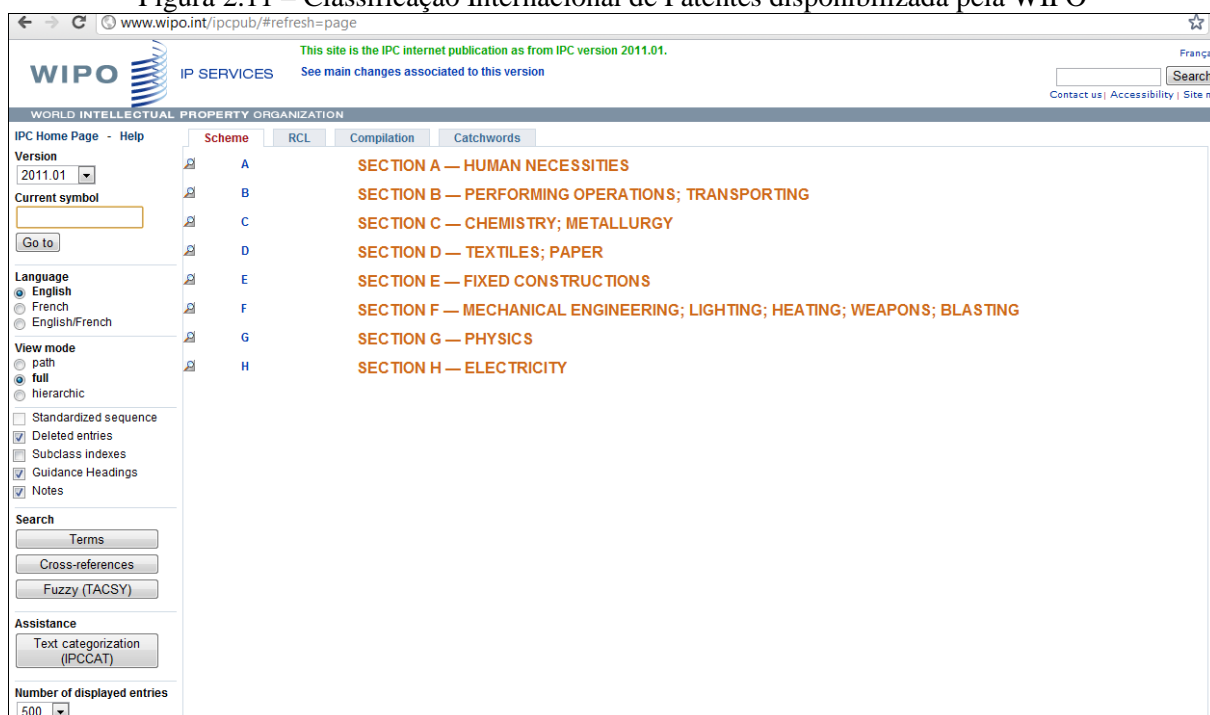 Figura 2.11 – Classificação Internacional de Patentes disponibilizada pela WIPO
www.wipo.int/ipcpub/#refresh=page
This site is the IPC internet publication as from IPC version 2011.01.
França
WIPO IP SERVICES See main changes associated to this version
Search
Contact us| Accessibility | Site m
WORLD INTELLECTUAL PROPERTY ORGANIZATION
IPC Home Page - Help
Scheme RCL Compilation Catchwords
Version
2011.01
Current symbol
Go to
Language
English
French
English/French
View mode
path
full
hierarchic
Standardized sequence
Deleted entries
Subclass indexes
Guidance Headings
Notes
Search
Terms
Cross-references
Fuzzy (TACSY)
Assistance
Text categorization
(IPCCAT)
Number of displayed entries
500
A SECTION A — HUMAN NECESSITIES
B SECTION B — PERFORMING OPERATIONS; TRANSPORTING
C SECTION C — CHEMISTRY; METALLURGY
D SECTION D — TEXTILES; PAPER
E SECTION E — FIXED CONSTRUCTIONS
F SECTION F — MECHANICAL ENGINEERING; LIGHTING; HEATING; WEAPONS; BLASTING
G SECTION G — PHYSICS
H SECTION H — ELECTRICITY